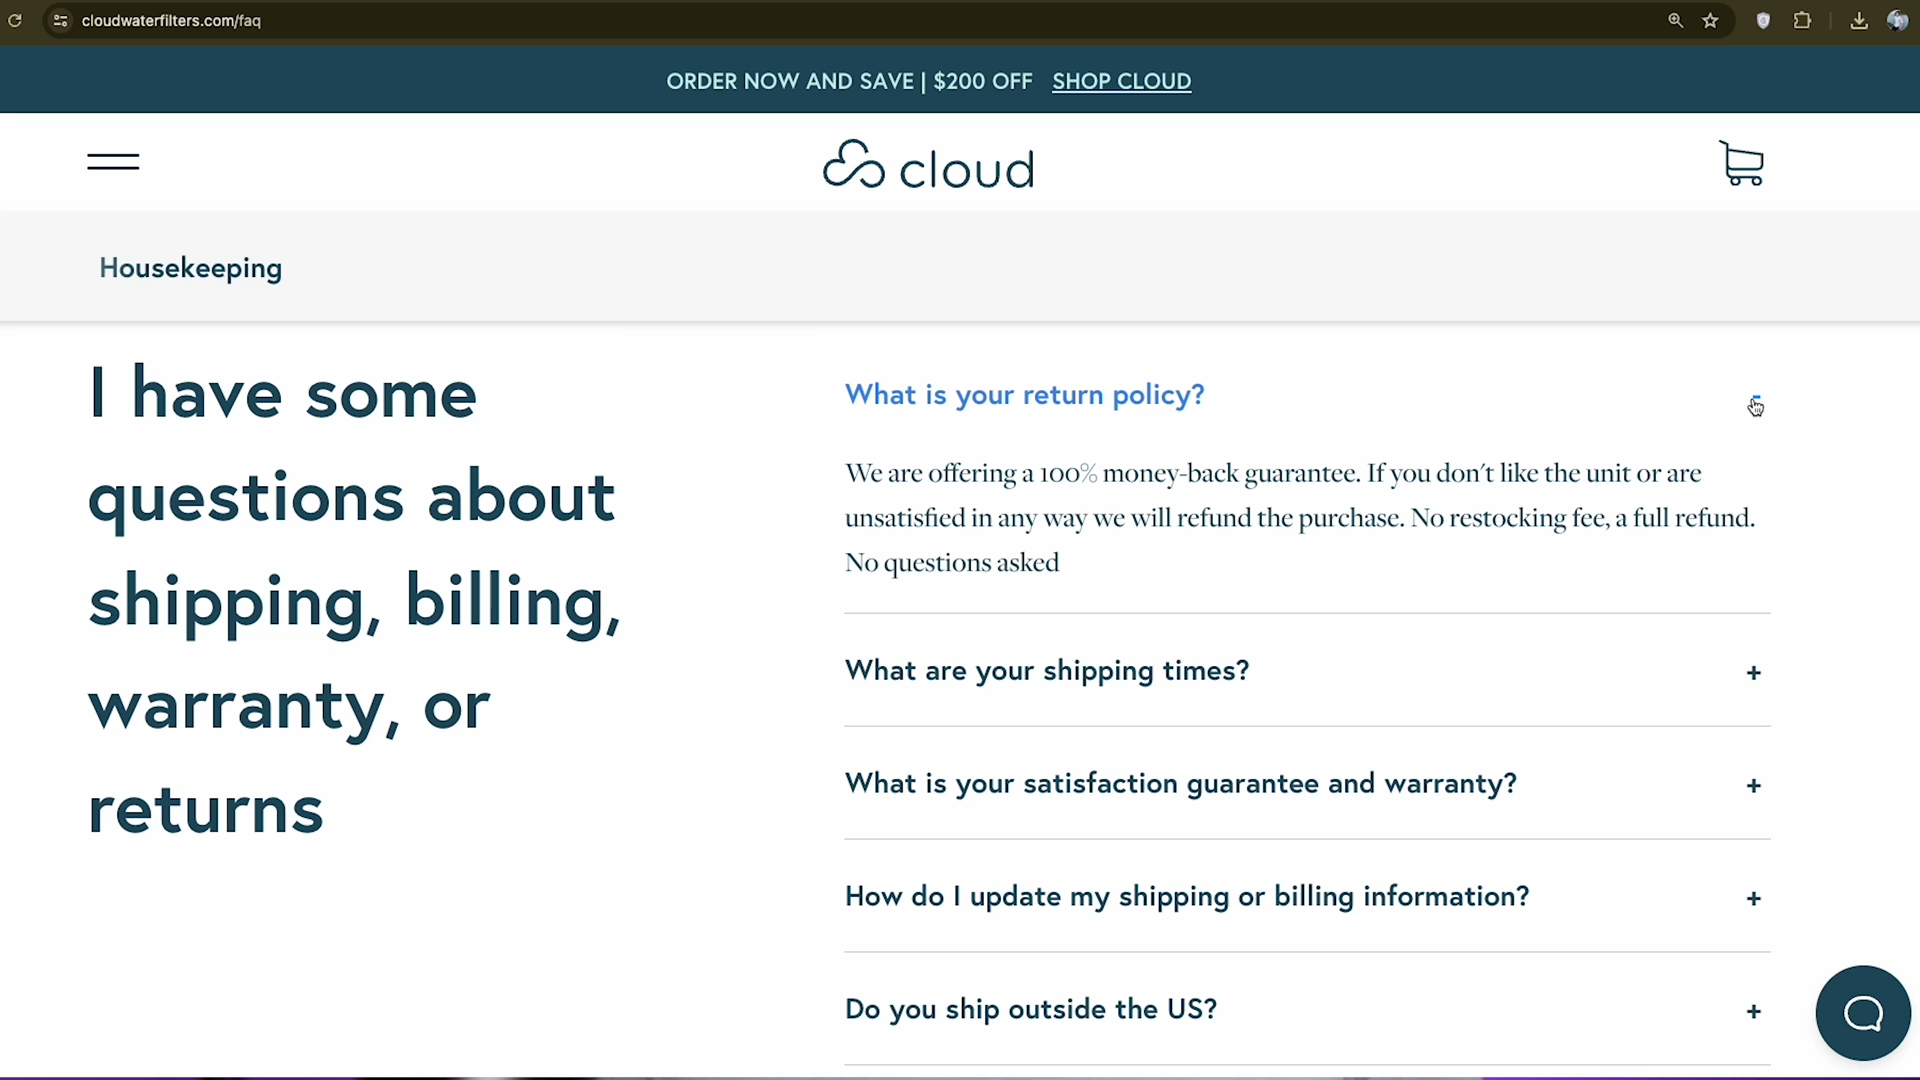 cloudwaterfilters.com/faq
ORDER NOW AND SAVE | $200 OFF SHOP CLOUD
cloud
Housekeeping
I have some
questions about
shipping, billing,
warranty, or
returns
What is your return policy?
We are offering a 100% money-back guarantee. If you don't like the unit or are
unsatisfied in any way we will refund the purchase. No restocking fee, a full refund.
No questions asked
What are your shipping times? +
What is your satisfaction guarantee and warranty? +
How do I update my shipping or billing information? +
Do you ship outside the US? +